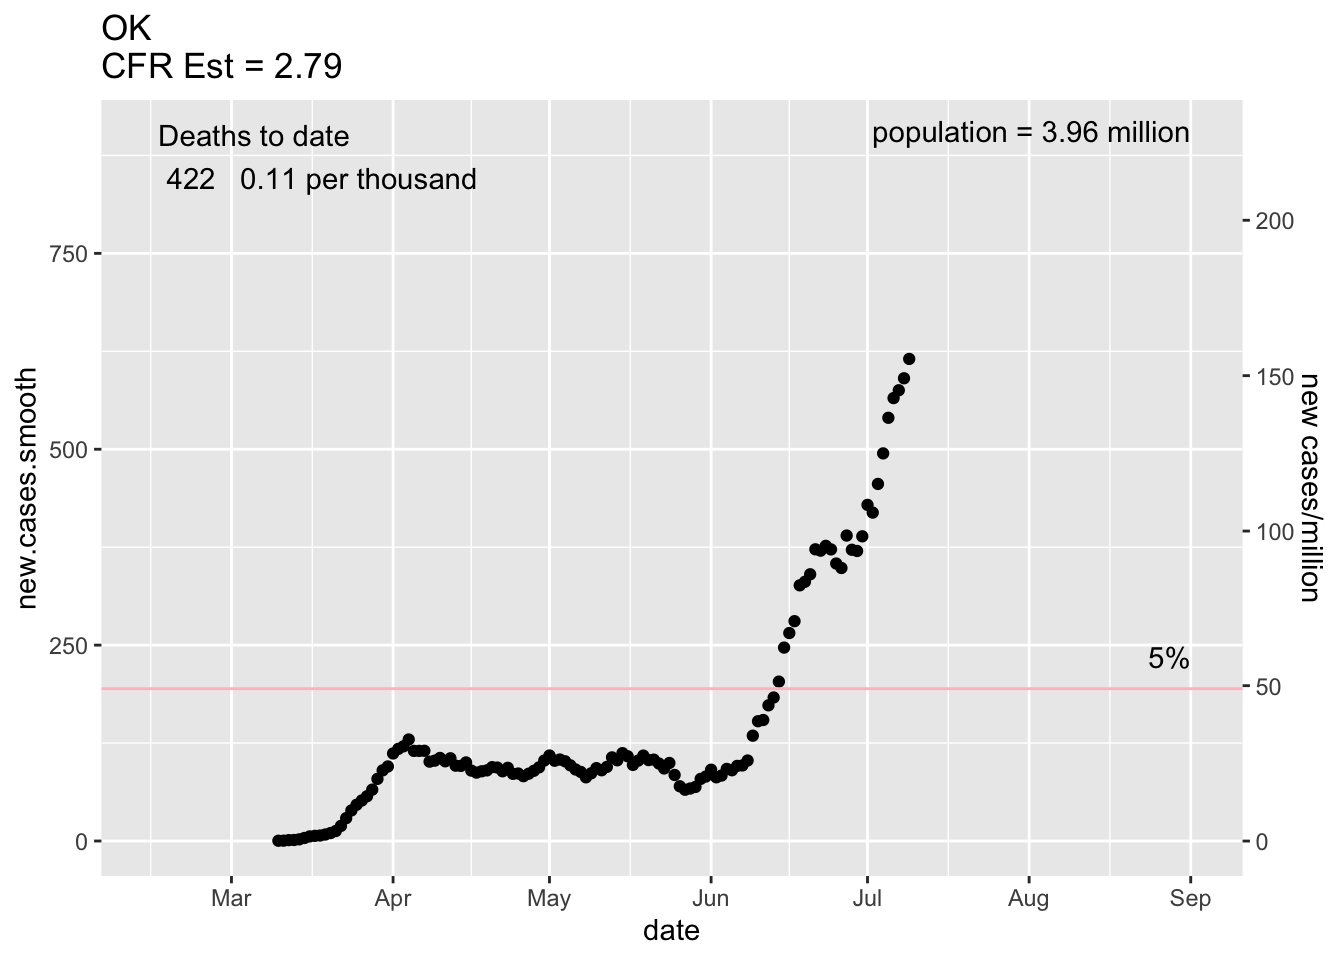 OK
CFR Est = 2.79
Deaths to date
422 0.11 per thousand
population = 3.96 million
750
500
250
0
new.cases.smooth
200
150
100
50
0
new cases/million
5%
Mar Apr May Jun Jul Aug Sep
date